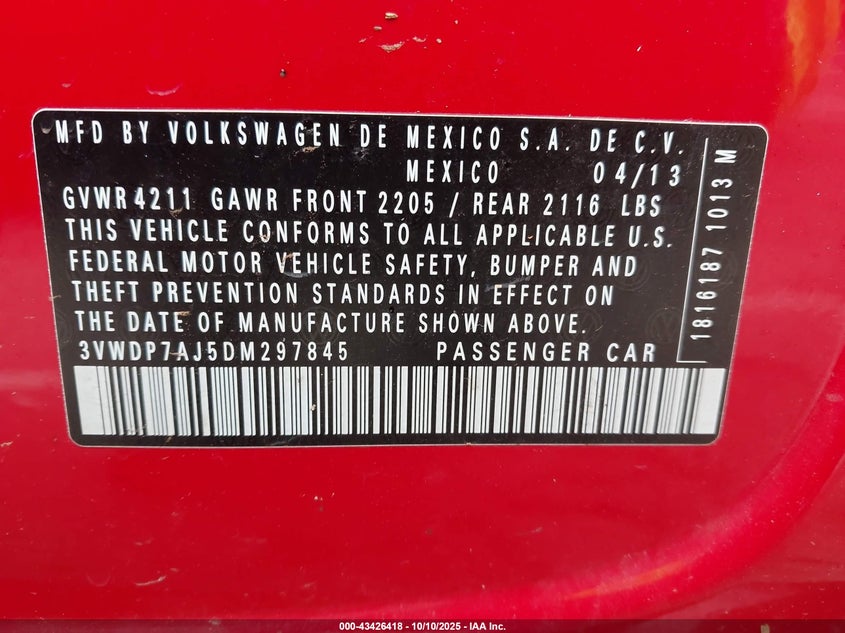 MFD BY VOLKSWAGEN DE MEXICO S.A. DE C.V.
MEXICO 04/13
GVWR 4211 GAWR FRONT 2205 / REAR 2116 LBS
THIS VEHICLE CONFORMS TO ALL APPLICABLE U.S.
FEDERAL MOTOR VEHICLE SAFETY, BUMPER AND
THEFT PREVENTION STANDARDS IN EFFECT ON
THE DATE OF MANUFACTURE SHOWN ABOVE.
3VWDP7AJ5DM297845 PASSENGER CAR
1816187 1013 M
000-43426418 - 10/10/2025 - IAA Inc.